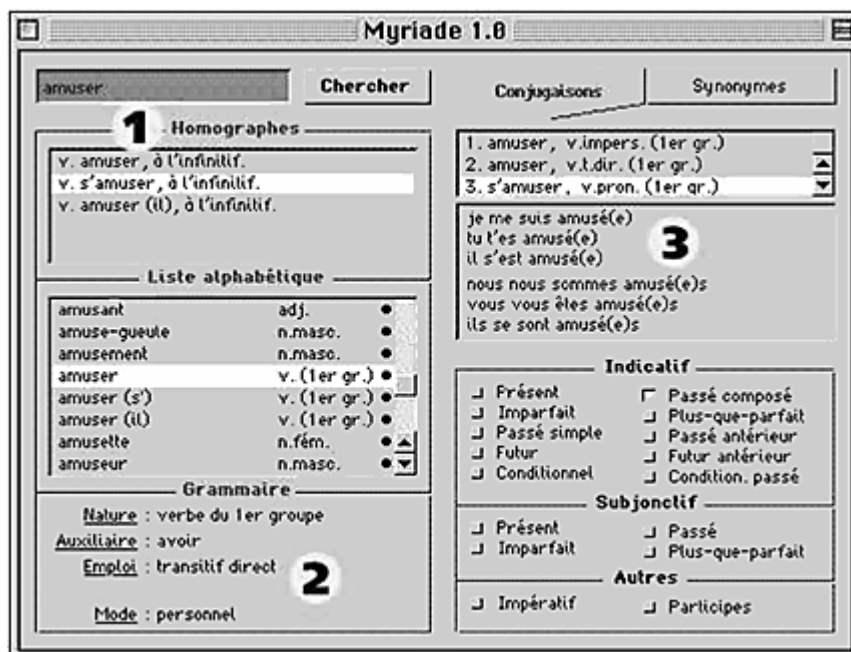 Myriade 1.0
amuser
Chercher
1
Homographes
v. amuser, à l'infinitif.
v. s'amuser, à l'infinitif.
v. amuser (il), à l'infinitif.
Liste alphabétique
amusant adj.
amuse-gueule n.masc.
amusement n.masc.
amuser v. (1er gr.)
amuser (s') v. (1er gr.)
amuser (il) v. (1er gr.)
amusette n.fém.
amuseur n.masc.
Grammaire
Nature : verbe du 1er groupe
Auxiliaire : avoir
Emploi : transitif direct
2
Mode : personnel
Conjugaisons
Synonymes
1. amuser, v.impers. (1er gr.)
2. amuser, v.t.dir. (1er gr.)
3. s'amuser, v.pron. (1er gr.)
je me suis amusé(e)
tu t'es amusé(e)
il s'est amusé(e)
3
nous nous sommes amusé(e)s
vous vous êtes amusé(e)s
ils se sont amusé(e)s
Indicatif
Présent
Imparfait
Passé simple
Futur
Conditionnel
Passé composé
Plus-que-parfait
Passé antérieur
Futur antérieur
Condition. passé
Subjonctif
Présent
Imparfait
Passé
Plus-que-parfait
Autres
Impératif
Participes